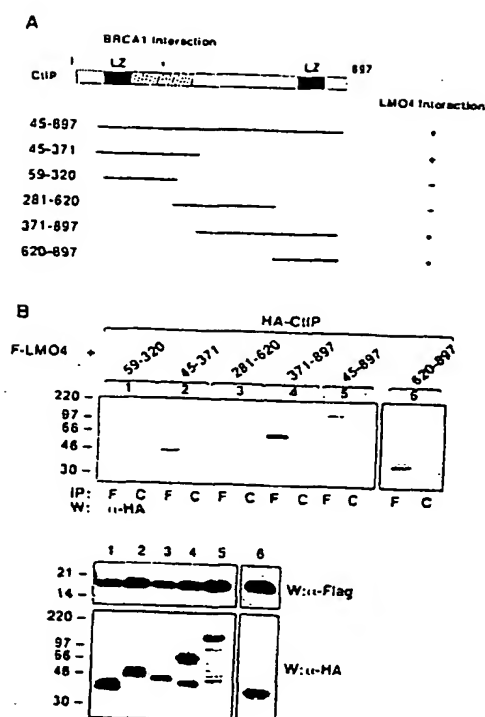 A
BRCA1 Interaction
1 LZ LZ 897
CtIP
LMO4 Interaction
45-897 +
45-371 +
59-320 -
281-620 -
371-897 +
620-897 +
B
HA-CtIP
F-LMO4 + 59-320 45-371 281-620 371-897 45-897 620-897
1 2 3 4 5 6
220
97
66
46
30
IP: F C F C F C F C F C F C
W: α-HA
1 2 3 4 5 6
21
14
W:α-Flag
220
97
66
46
30
W:α-HA